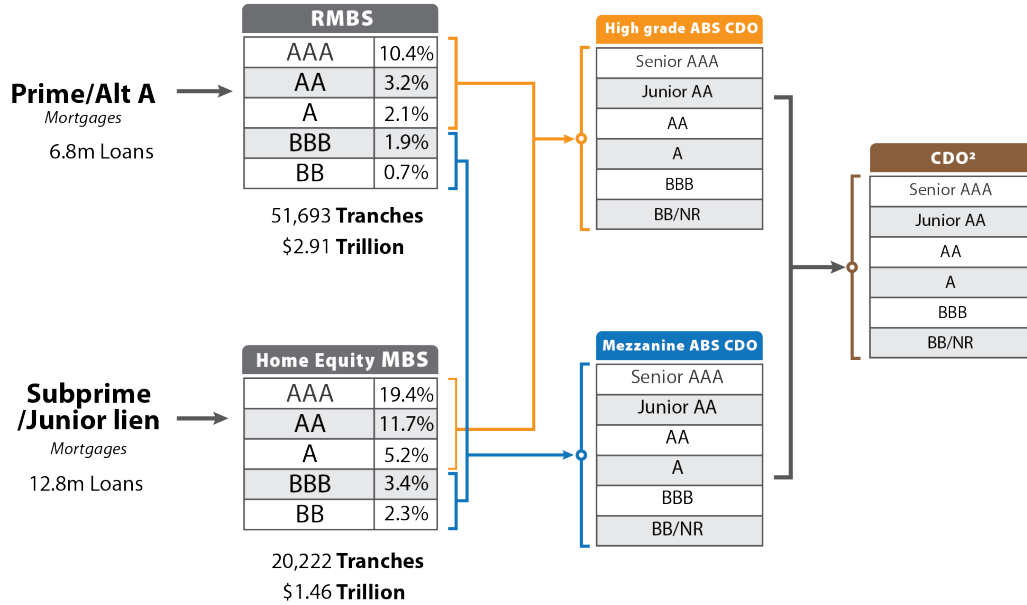 RMBS
AAA 10.4%
AA 3.2%
A 2.1%
BBB 1.9%
BB 0.7%
Prime/Alt A
Mortgages
6.8m Loans
51,693 Tranches
$2.91 Trillion
Home Equity MBS
AAA 19.4%
AA 11.7%
A 5.2%
BBB 3.4%
BB 2.3%
Subprime
/Junior lien
Mortgages
12.8m Loans
20,222 Tranches
$1.46 Trillion
High grade ABS CDO
Senior AAA
Junior AA
AA
A
BBB
BB/NR
Mezzanine ABS CDO
Senior AAA
Junior AA
AA
A
BBB
BB/NR
CDO²
Senior AAA
Junior AA
AA
A
BBB
BB/NR